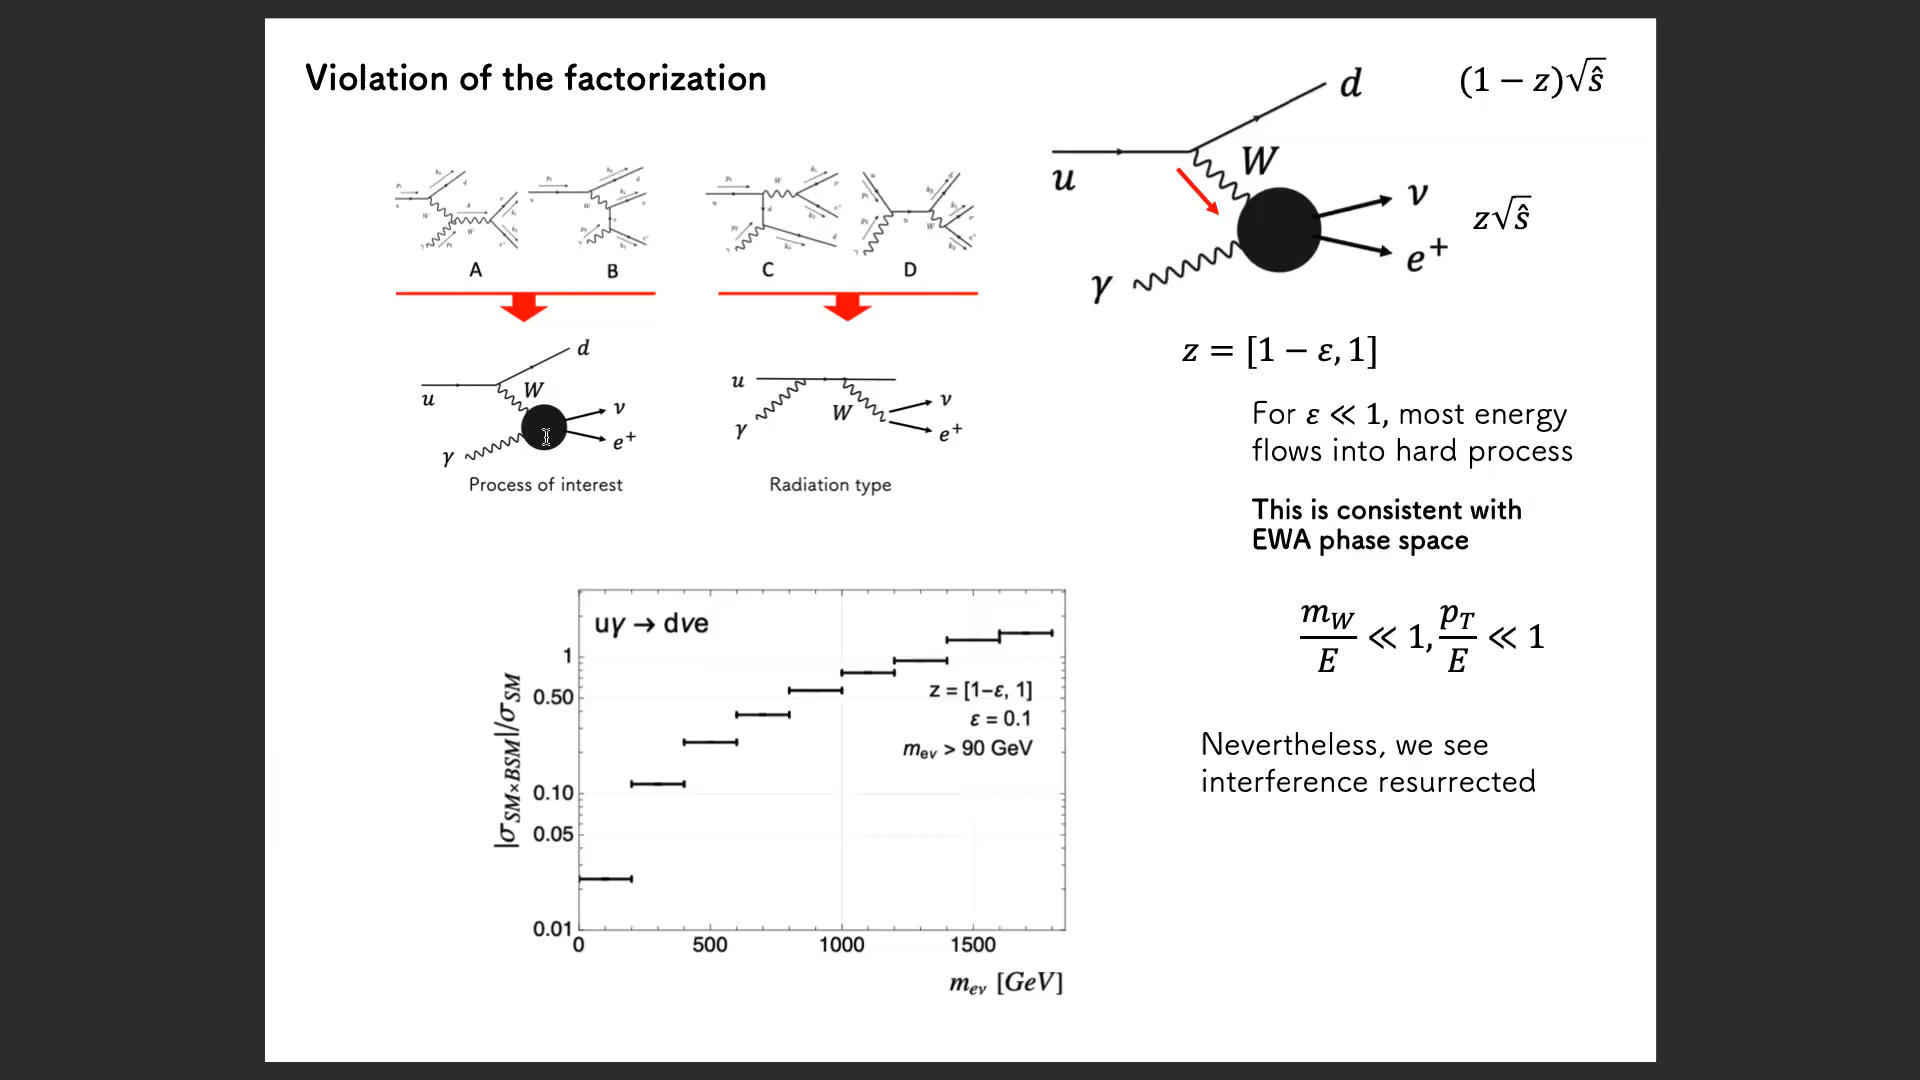 Violation of the factorization
d
(1 − z)√ŝ
u
W
ν
z√ŝ
e⁺
γ
A
B
C
D
d
u
W
ν
e⁺
γ
Process of interest
u
W
ν
e⁺
γ
Radiation type
z = [1 − ε, 1]
For ε ≪ 1, most energy
flows into hard process
This is consistent with
EWA phase space
m_W/E ≪ 1, p_T/E ≪ 1
Nevertheless, we see
interference resurrected
uγ → dνe
z = [1−ε, 1]
ε = 0.1
m_eν > 90 GeV
|σ_SM×BSM|/σ_SM
1
0.50
0.10
0.05
0.01
0
500
1000
1500
m_eν [GeV]